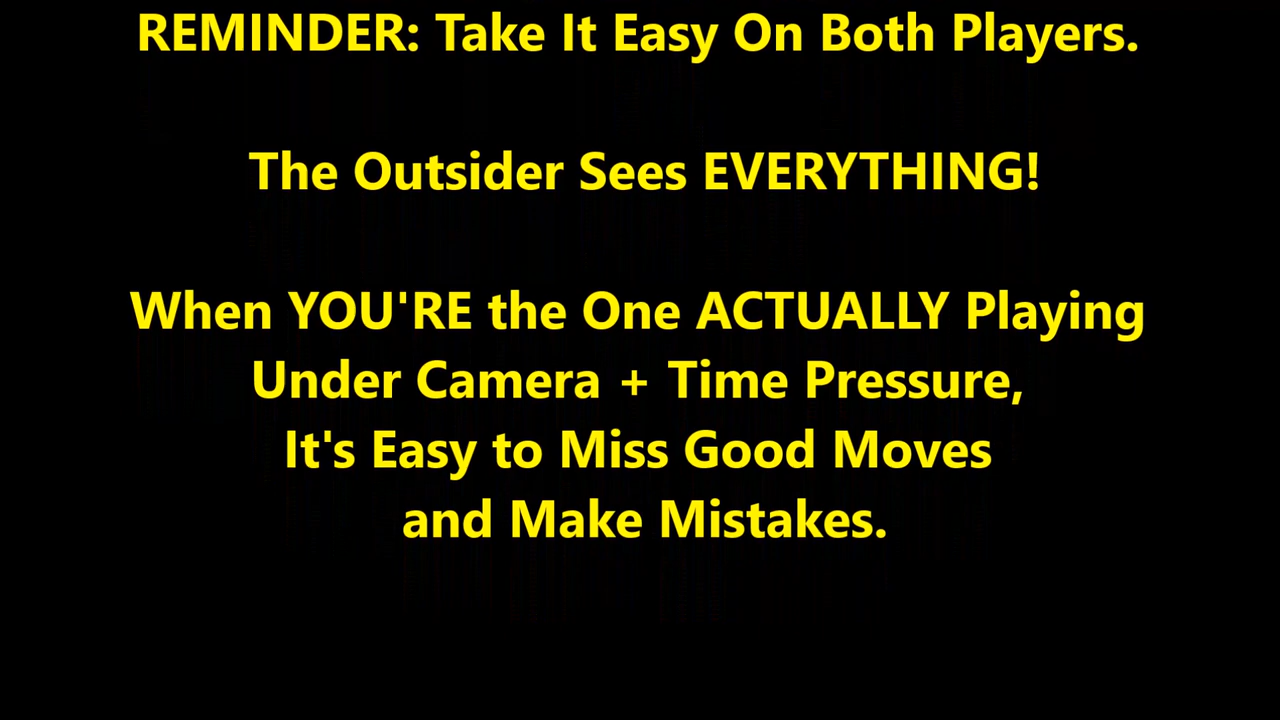 REMINDER: Take It Easy On Both Players.
The Outsider Sees EVERYTHING!
When YOU'RE the One ACTUALLY Playing
Under Camera + Time Pressure,
It's Easy to Miss Good Moves
and Make Mistakes.